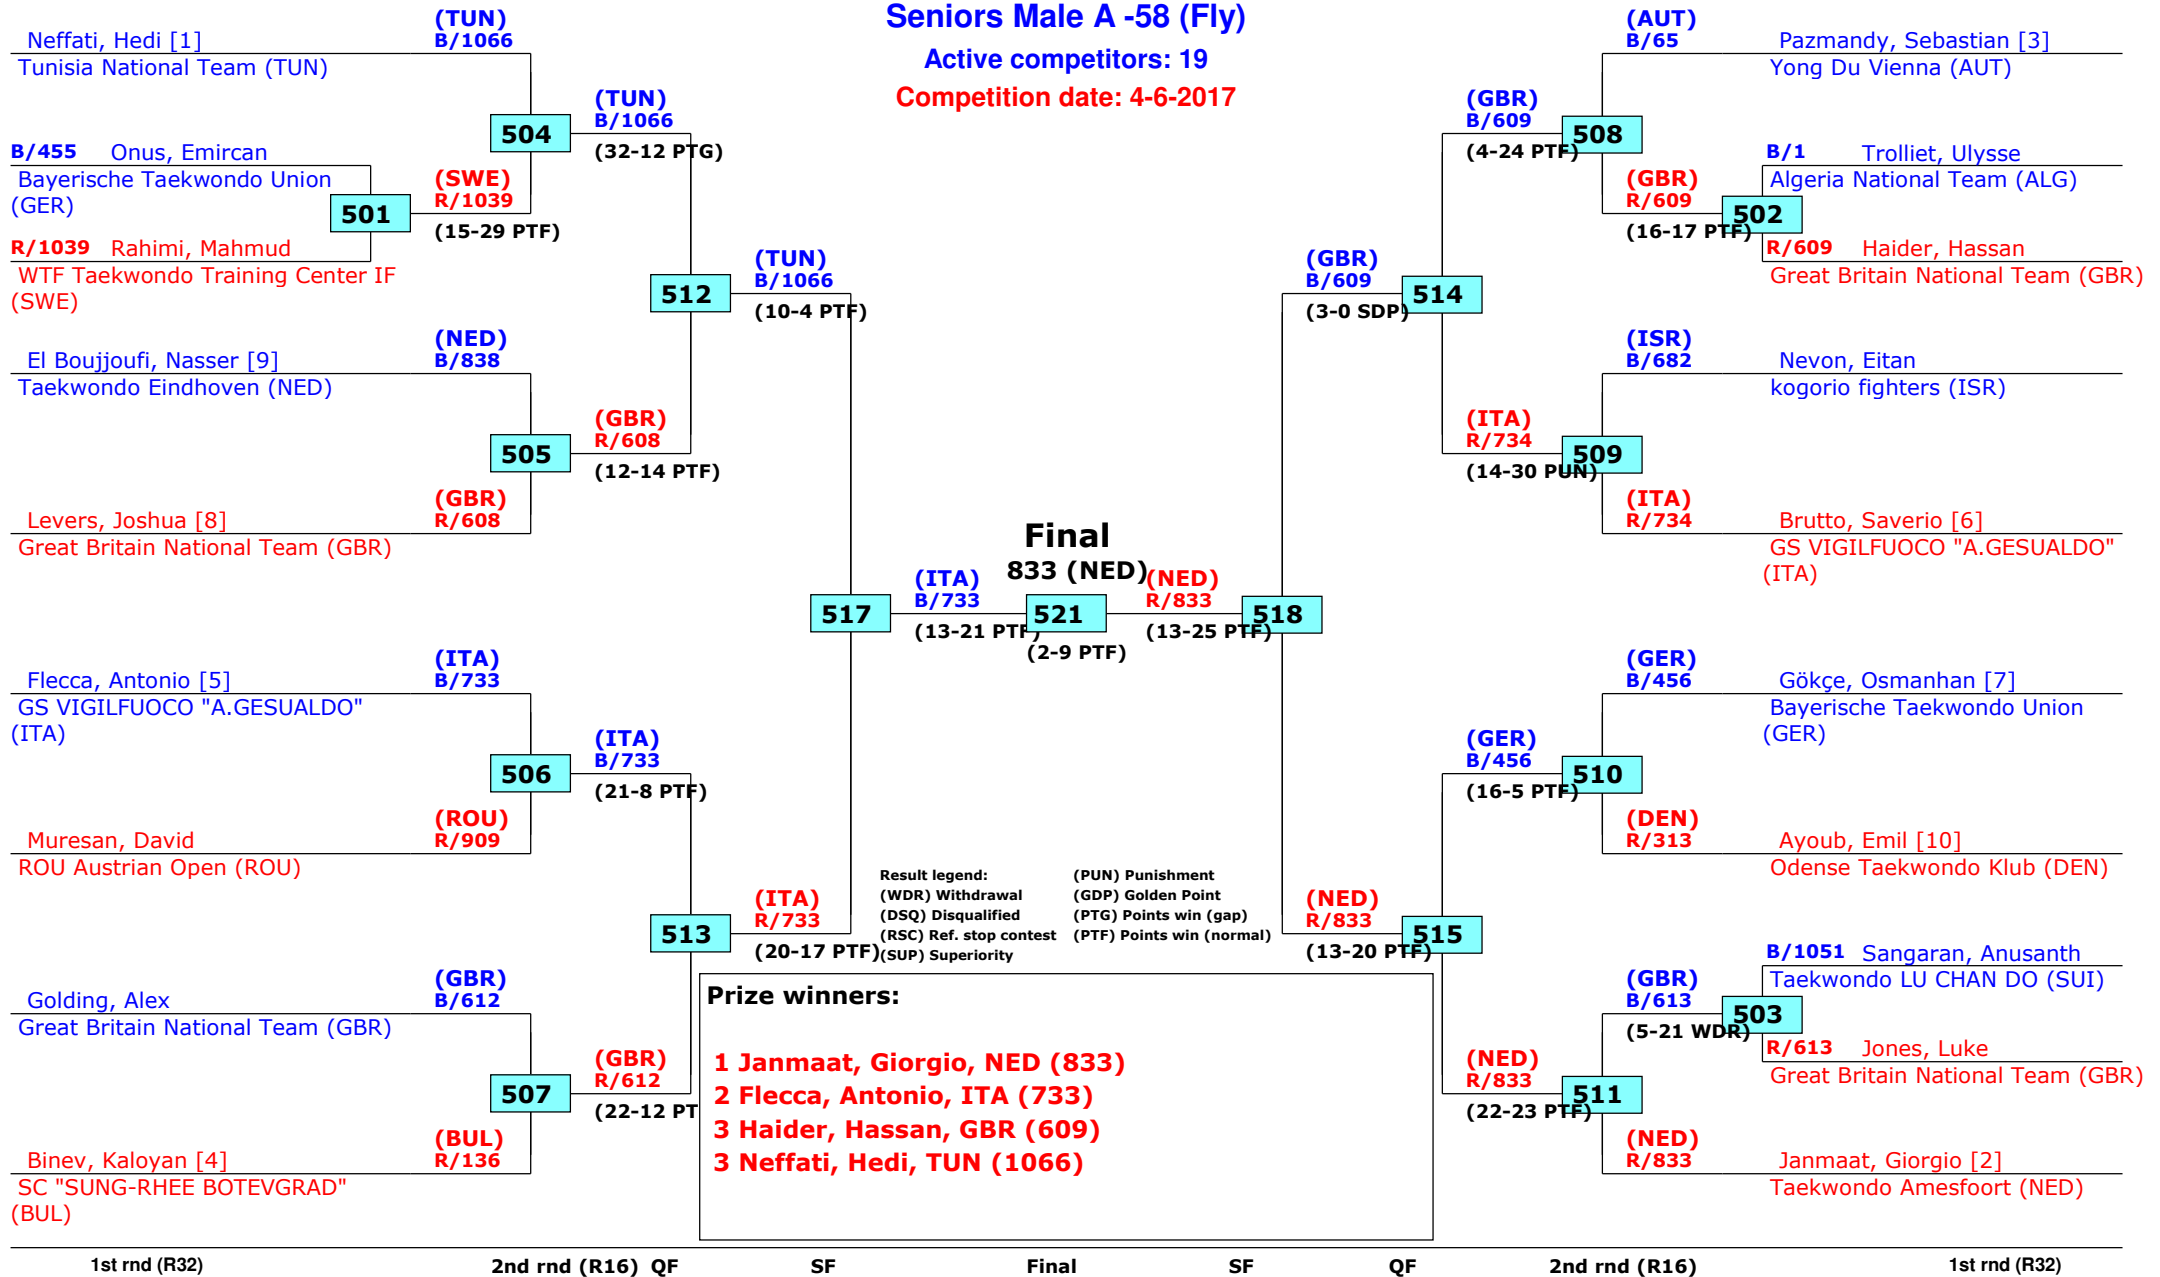 Seniors Male A -58 (Fly)
Active competitors: 19
Competition date: 4-6-2017
(TUN)
B/1066
Neffati, Hedi [1]
Tunisia National Team (TUN)
504
(TUN)
B/1066
(32-12 PTG)
B/455 Onus, Emircan
Bayerische Taekwondo Union
(GER)
501
(SWE)
R/1039
(15-29 PTF)
R/1039 Rahimi, Mahmud
WTF Taekwondo Training Center IF
(SWE)
512
(TUN)
B/1066
(10-4 PTF)
(NED)
B/838
El Boujjoufi, Nasser [9]
Taekwondo Eindhoven (NED)
505
(GBR)
R/608
(12-14 PTF)
(GBR)
R/608
Levers, Joshua [8]
Great Britain National Team (GBR)
517
(ITA)
B/733
(13-21 PTF)
(ITA)
B/733
Flecca, Antonio [5]
GS VIGILFUOCO "A.GESUALDO"
(ITA)
506
(ITA)
B/733
(21-8 PTF)
(ROU)
R/909
Muresan, David
ROU Austrian Open (ROU)
513
(ITA)
R/733
(20-17 PTF)
(GBR)
B/612
Golding, Alex
Great Britain National Team (GBR)
507
(GBR)
R/612
(22-12 PT
(BUL)
R/136
Binev, Kaloyan [4]
SC "SUNG-RHEE BOTEVGRAD"
(BUL)
Final
833 (NED)
521
(2-9 PTF)
(NED)
R/833
(13-25 PTF)
518
(AUT)
B/65
Pazmandy, Sebastian [3]
Yong Du Vienna (AUT)
(GBR)
B/609
(4-24 PTF)
508
B/1 Trolliet, Ulysse
Algeria National Team (ALG)
(GBR)
R/609
(16-17 PTF)
502
R/609 Haider, Hassan
Great Britain National Team (GBR)
(GBR)
B/609
(3-0 SDP)
514
(ISR)
B/682
Nevon, Eitan
kogorio fighters (ISR)
(ITA)
R/734
(14-30 PUN)
509
(ITA)
R/734
Brutto, Saverio [6]
GS VIGILFUOCO "A.GESUALDO"
(ITA)
(GER)
B/456
Gökçe, Osmanhan [7]
Bayerische Taekwondo Union
(GER)
(GER)
B/456
(16-5 PTF)
510
(DEN)
R/313
Ayoub, Emil [10]
Odense Taekwondo Klub (DEN)
(NED)
R/833
(13-20 PTF)
515
B/1051 Sangaran, Anusanth
Taekwondo LU CHAN DO (SUI)
(GBR)
B/613
(5-21 WDR)
503
R/613 Jones, Luke
Great Britain National Team (GBR)
(NED)
R/833
(22-23 PTF)
511
(NED)
R/833
Janmaat, Giorgio [2]
Taekwondo Amesfoort (NED)
Result legend: (PUN) Punishment
(WDR) Withdrawal (GDP) Golden Point
(DSQ) Disqualified (PTG) Points win (gap)
(RSC) Ref. stop contest (PTF) Points win (normal)
(SUP) Superiority
Prize winners:
1 Janmaat, Giorgio, NED (833)
2 Flecca, Antonio, ITA (733)
3 Haider, Hassan, GBR (609)
3 Neffati, Hedi, TUN (1066)
1st rnd (R32) 2nd rnd (R16) QF SF Final SF QF 2nd rnd (R16) 1st rnd (R32)